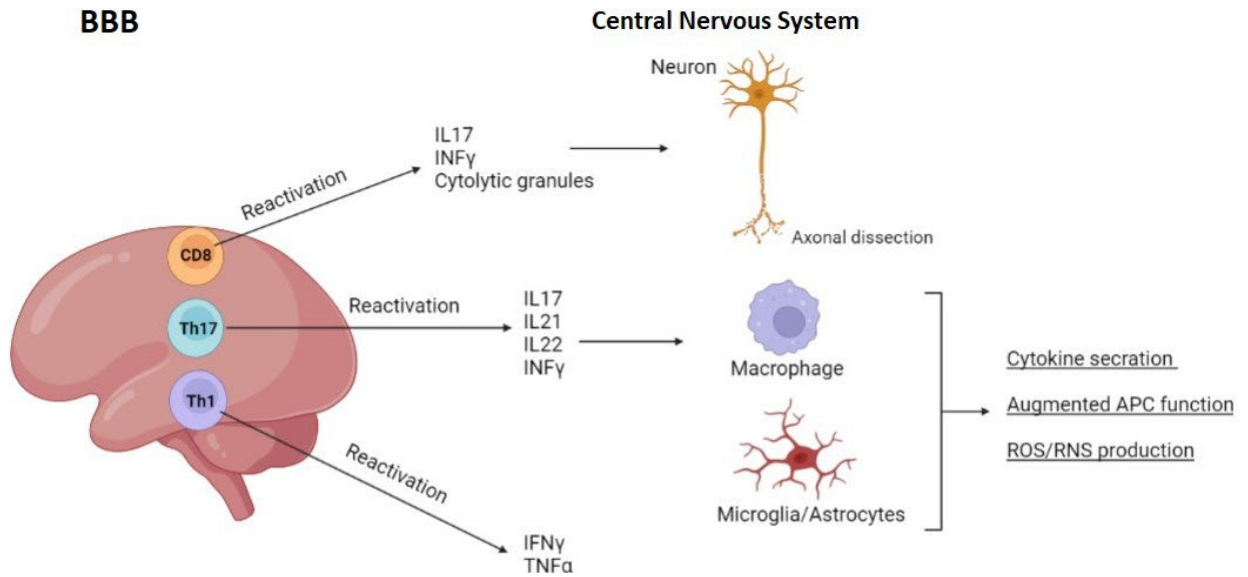 BBB
Central Nervous System
Neuron
IL17
INFγ
Cytolytic granules
Reactivation
CD8
Axonal dissection
Reactivation
Th17
IL17
IL21
IL22
INFγ
Macrophage
Cytokine secration
Augmented APC function
ROS/RNS production
Th1
Reactivation
Microglia/Astrocytes
IFNγ
TNFα